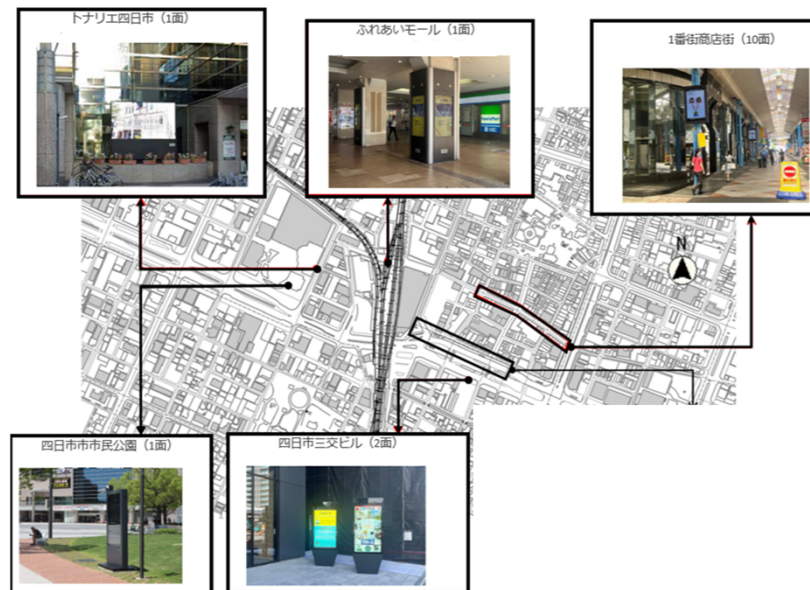 トナリエ四日市（1面）
ふれあいモール（1面）
1番街商店街（10面）
N
四日市市市民公園（1面）
四日市三交ビル（2面）
FamilyMart